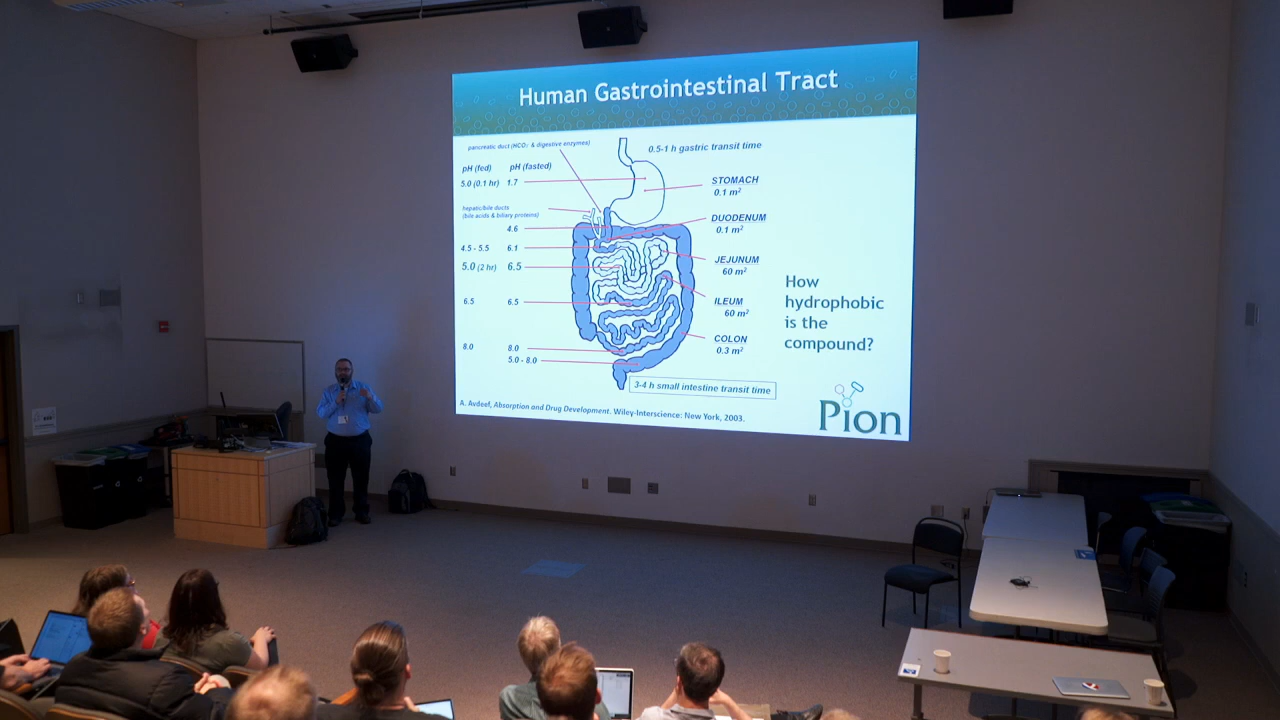 Human Gastrointestinal Tract
pancreatic duct (HCO₃⁻ & digestive enzymes)
0.5-1 h gastric transit time
pH (fed) pH (fasted)
5.0 (0.1 hr) 1.7
STOMACH
0.1 m²
hepatic/bile ducts
(bile acids & biliary proteins)
DUODENUM
0.1 m²
4.6
4.5 - 5.5 6.1
JEJUNUM
60 m²
5.0 (2 hr) 6.5
How
hydrophobic
is the
compound?
6.5 6.5
ILEUM
60 m²
COLON
0.3 m²
8.0 8.0
5.0 - 8.0
3-4 h small intestine transit time
A. Avdeef, Absorption and Drug Development. Wiley-Interscience: New York, 2003.
Pion